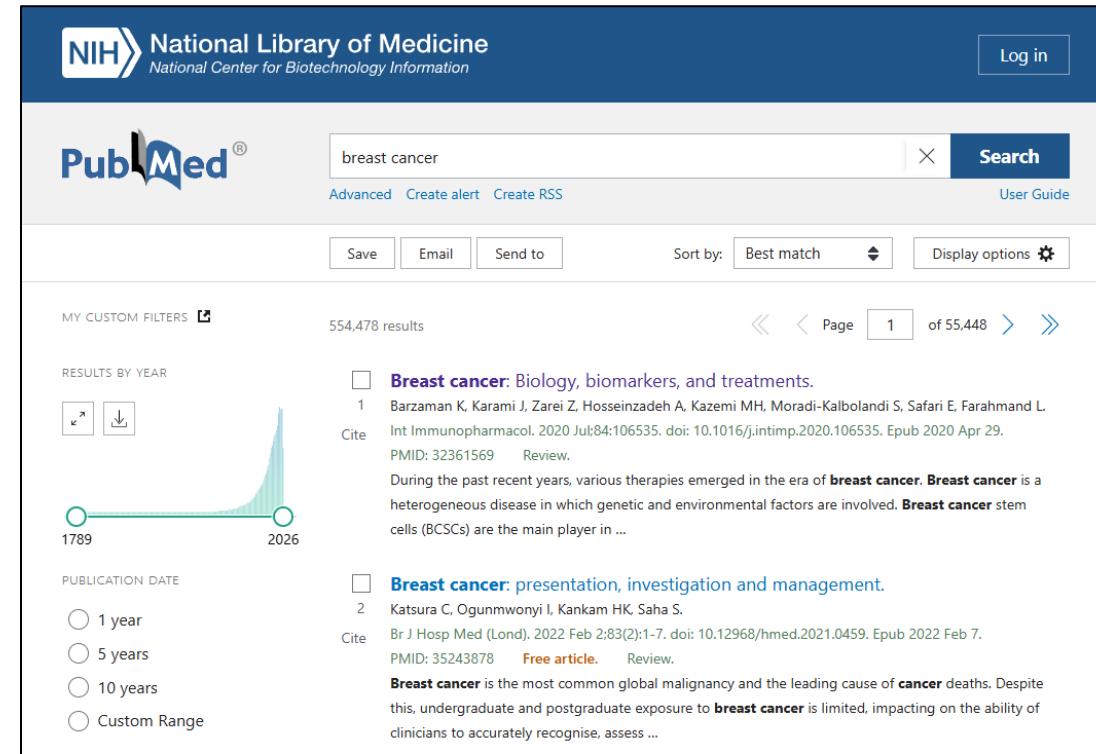 NIH National Library of Medicine
National Center for Biotechnology Information
Log in
PubMed®
breast cancer
Search
Advanced Create alert Create RSS
User Guide
Save Email Send to
Sort by: Best match
Display options
MY CUSTOM FILTERS
554,478 results
Page 1 of 55,448
RESULTS BY YEAR
1789 2026
PUBLICATION DATE
1 year
5 years
10 years
Custom Range
Breast cancer: Biology, biomarkers, and treatments.
1
Barzaman K, Karami J, Zarei Z, Hosseinzadeh A, Kazemi MH, Moradi-Kalbolandi S, Safari E, Farahmand L.
Cite
Int Immunopharmacol. 2020 Jul;84:106535. doi: 10.1016/j.intimp.2020.106535. Epub 2020 Apr 29.
PMID: 32361569 Review.
During the past recent years, various therapies emerged in the era of breast cancer. Breast cancer is a
heterogeneous disease in which genetic and environmental factors are involved. Breast cancer stem
cells (BCSCs) are the main player in ...
Breast cancer: presentation, investigation and management.
2
Katsura C, Ogunmwonyi I, Kankam HK, Saha S.
Cite
Br J Hosp Med (Lond). 2022 Feb 2;83(2):1-7. doi: 10.12968/hmed.2021.0459. Epub 2022 Feb 7.
PMID: 35243878 Free article. Review.
Breast cancer is the most common global malignancy and the leading cause of cancer deaths. Despite
this, undergraduate and postgraduate exposure to breast cancer is limited, impacting on the ability of
clinicians to accurately recognise, assess ...